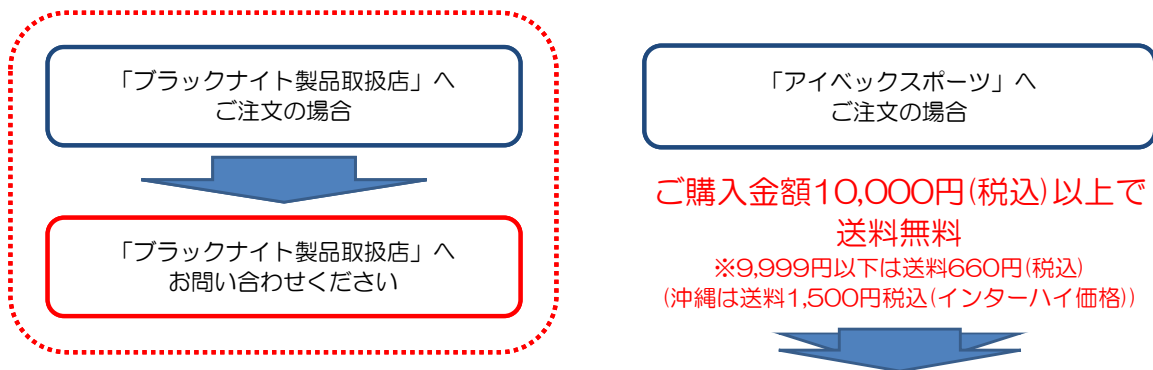 「ブラックナイト製品取扱店」へ
ご注文の場合
「ブラックナイト製品取扱店」へ
お問い合わせください
「アイベックスポーツ」へ
ご注文の場合
ご購入金額10,000円(税込)以上で
送料無料
※9,999円以下は送料660円(税込)
(沖縄は送料1,500円税込(インターハイ価格))